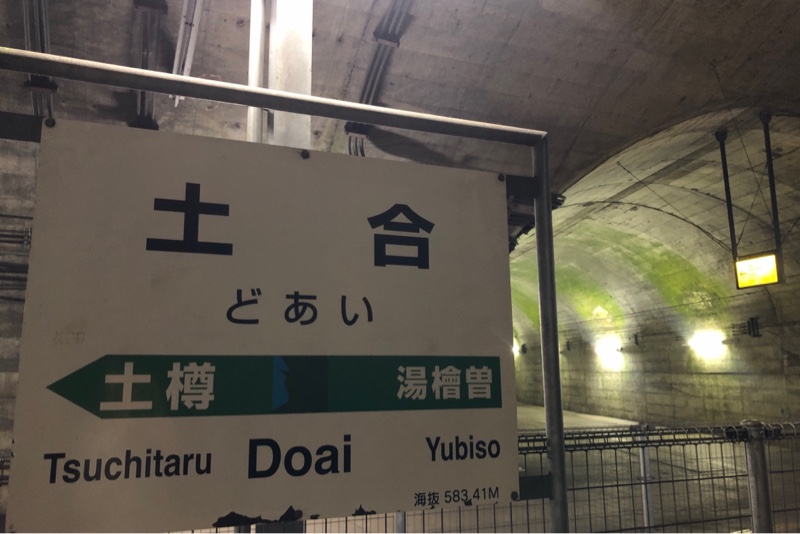 土合
どあい
土樽 湯檜曽
Tsuchitaru Doai Yubiso
海抜 583.41M